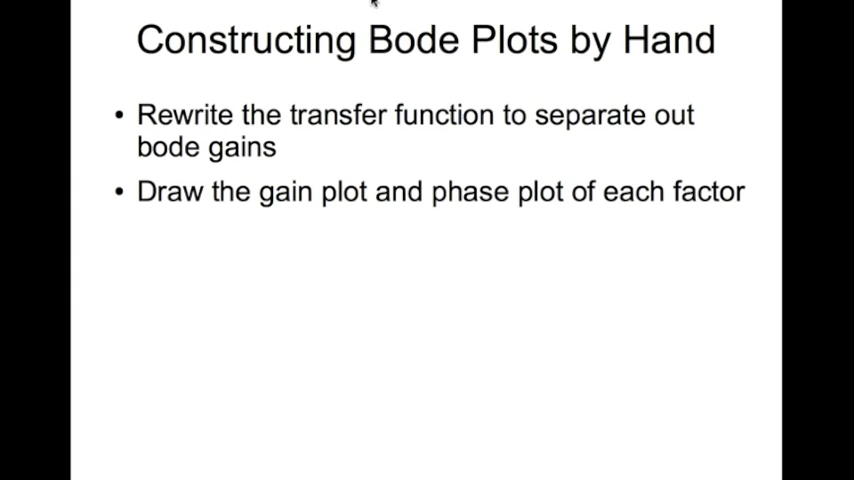 Constructing Bode Plots by Hand
• Rewrite the transfer function to separate out
bode gains
• Draw the gain plot and phase plot of each factor